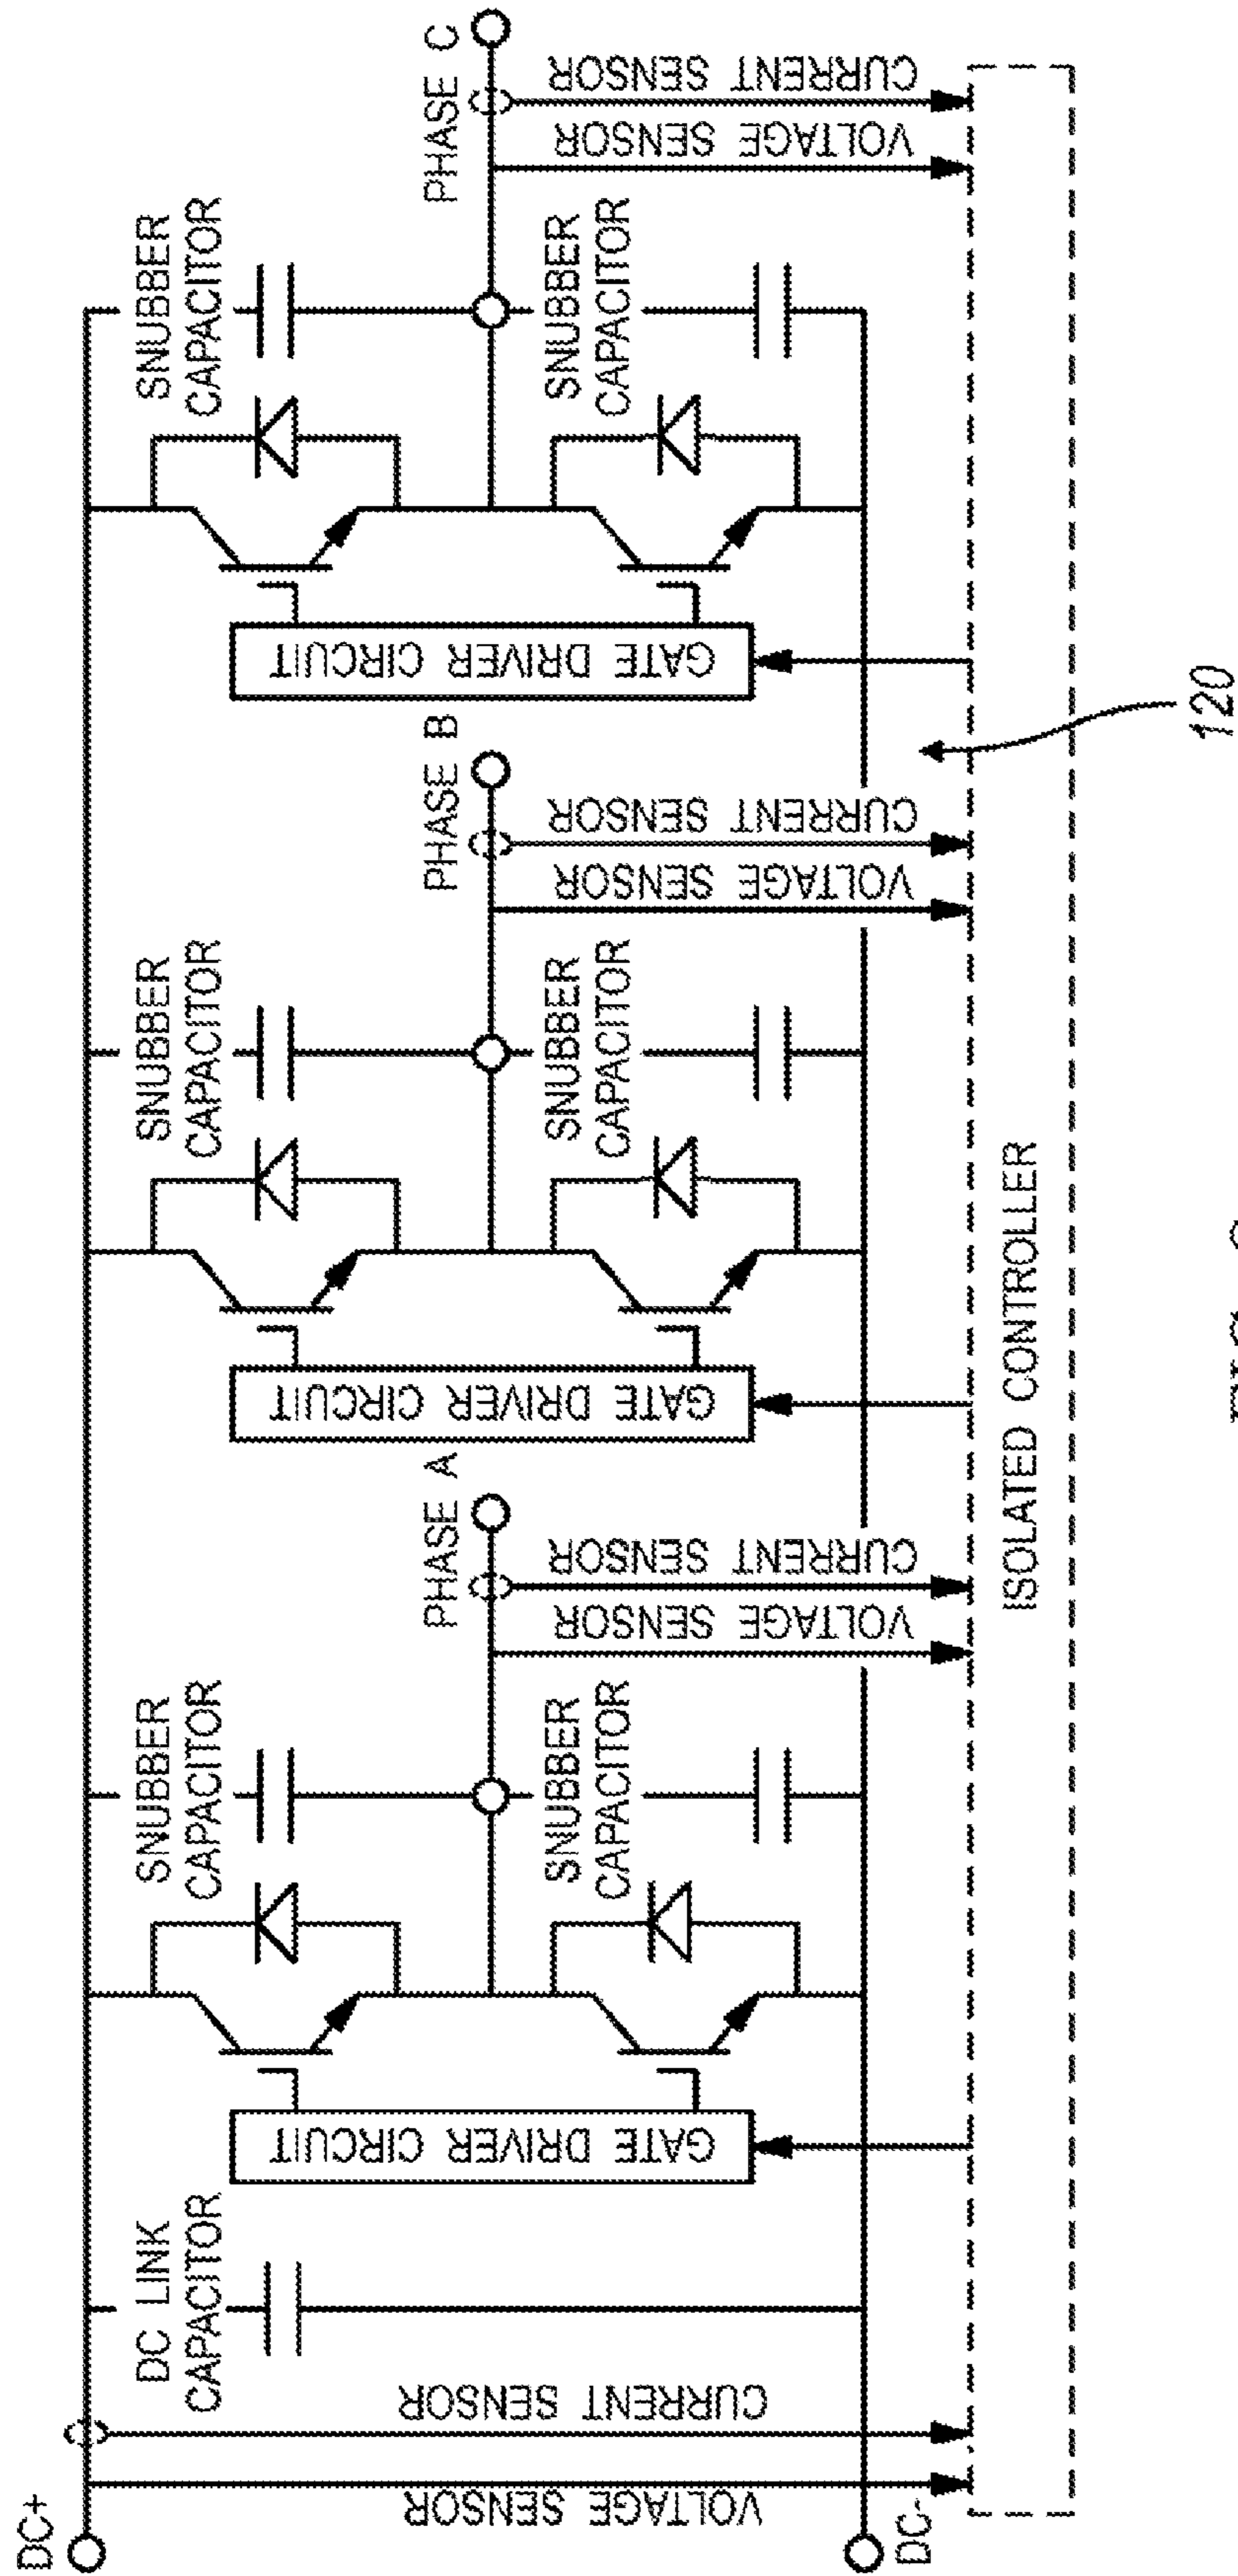 DC+
VOLTAGE SENSOR
CURRENT SENSOR
DC LINK
CAPACITOR
GATE DRIVER CIRCUIT
SNUBBER
CAPACITOR
SNUBBER
CAPACITOR
PHASE A
VOLTAGE SENSOR
CURRENT SENSOR
GATE DRIVER CIRCUIT
SNUBBER
CAPACITOR
SNUBBER
CAPACITOR
PHASE B
VOLTAGE SENSOR
CURRENT SENSOR
GATE DRIVER CIRCUIT
SNUBBER
CAPACITOR
SNUBBER
CAPACITOR
PHASE C
VOLTAGE SENSOR
CURRENT SENSOR
DC-
ISOLATED CONTROLLER
120